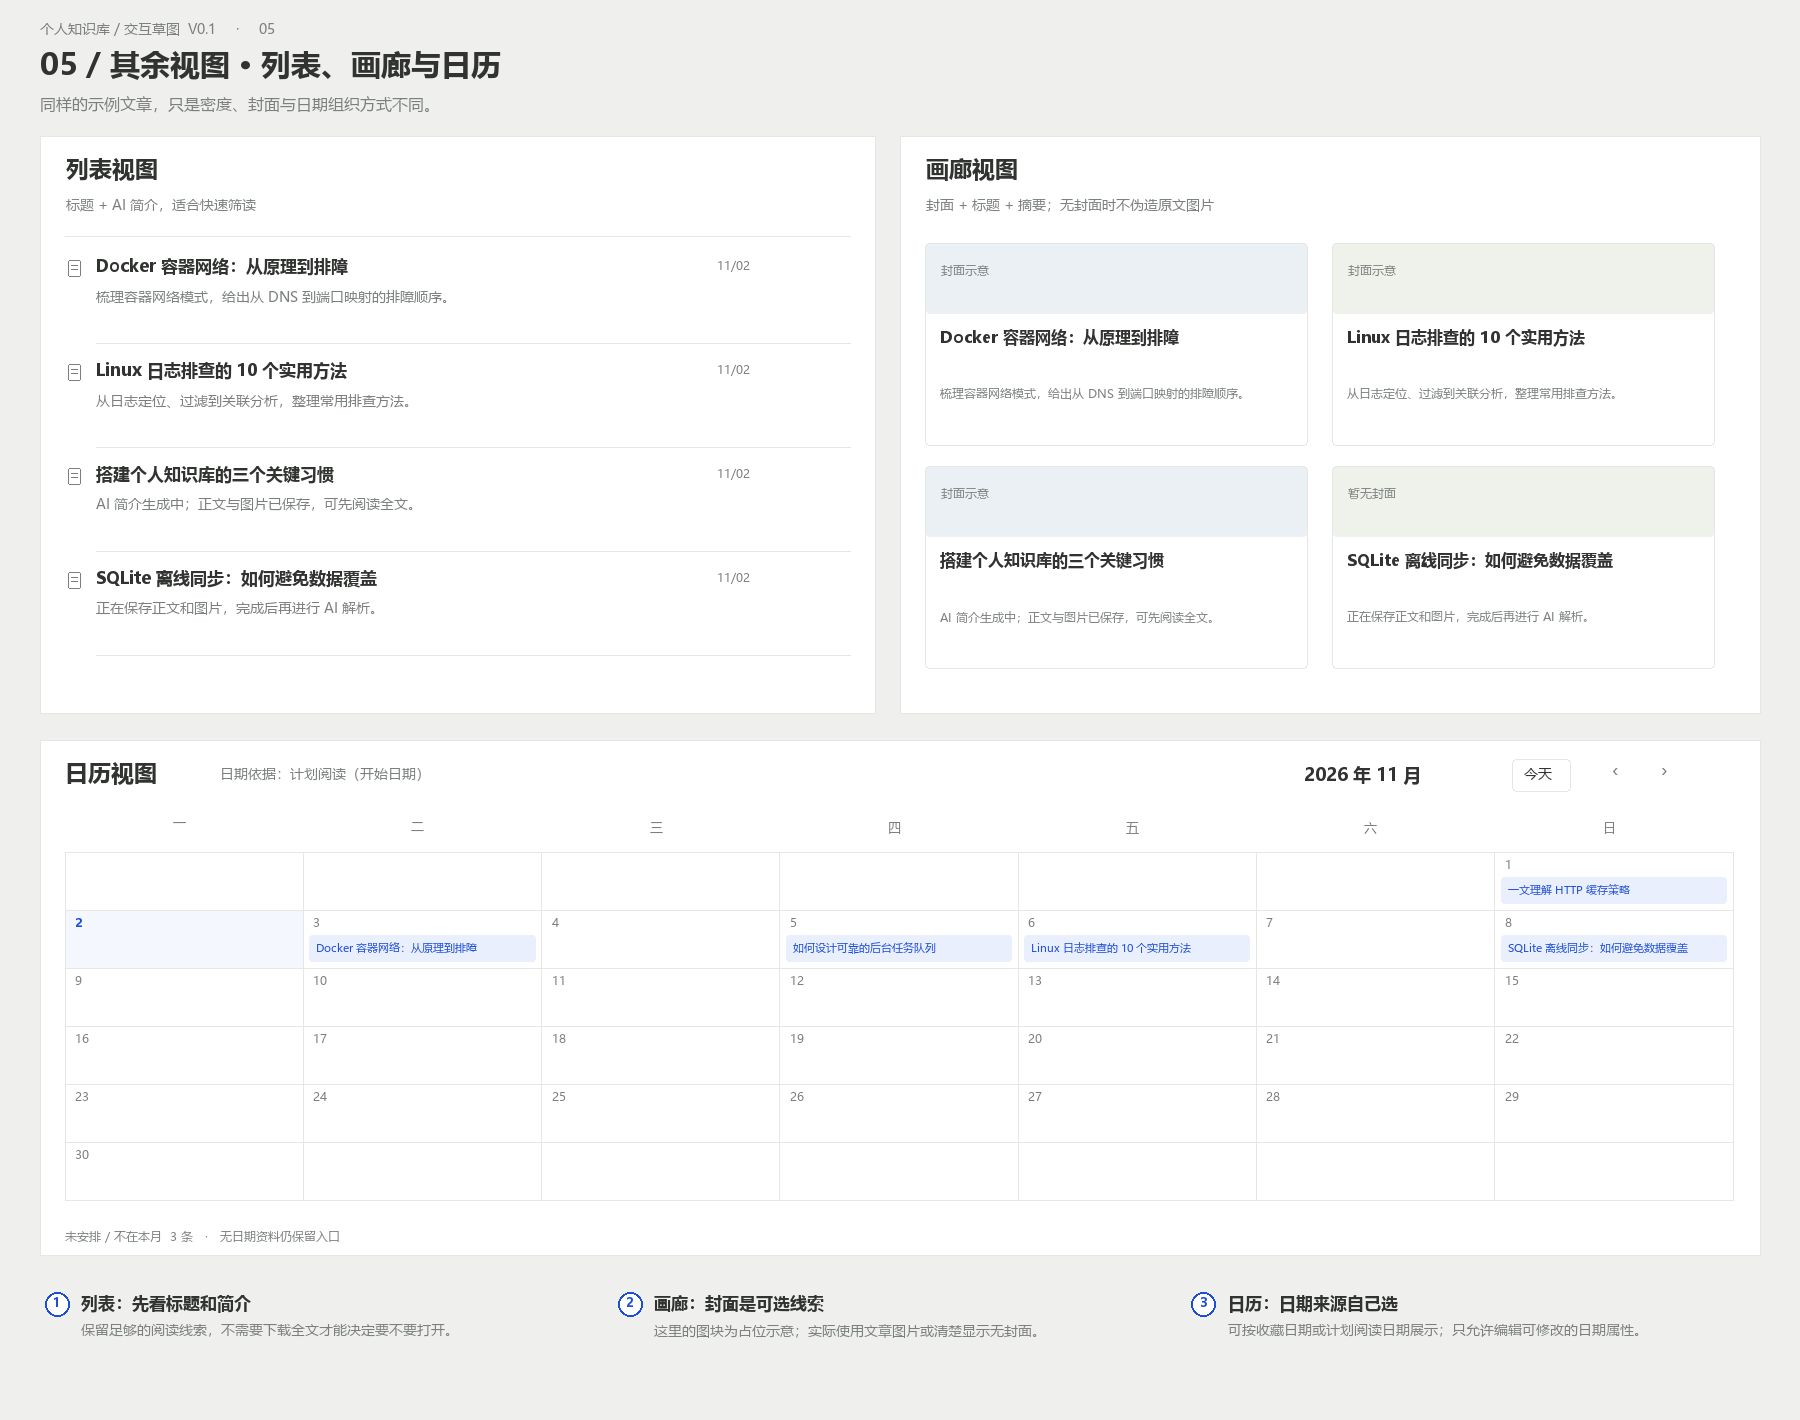 个人知识库 / 交互草图 V0.1 · 05
05 / 其余视图 • 列表、画廊与日历
同样的示例文章，只是密度、封面与日期组织方式不同。
列表视图
标题 + AI 简介，适合快速筛读
Docker 容器网络：从原理到排障 11/02
梳理容器网络模式，给出从 DNS 到端口映射的排障顺序。
Linux 日志排查的 10 个实用方法 11/02
从日志定位、过滤到关联分析，整理常用排查方法。
搭建个人知识库的三个关键习惯 11/02
AI 简介生成中；正文与图片已保存，可先阅读全文。
SQLite 离线同步：如何避免数据覆盖 11/02
正在保存正文和图片，完成后再进行 AI 解析。
画廊视图
封面 + 标题 + 摘要；无封面时不伪造原文图片
封面示意
Docker 容器网络：从原理到排障
梳理容器网络模式，给出从 DNS 到端口映射的排障顺序。
封面示意
Linux 日志排查的 10 个实用方法
从日志定位、过滤到关联分析，整理常用排查方法。
封面示意
搭建个人知识库的三个关键习惯
AI 简介生成中；正文与图片已保存，可先阅读全文。
暂无封面
SQLite 离线同步：如何避免数据覆盖
正在保存正文和图片，完成后再进行 AI 解析。
日历视图 日期依据：计划阅读（开始日期） 2026 年 11 月 今天 ‹ ›
一 二 三 四 五 六 日
1
一文理解 HTTP 缓存策略
2 3 4 5 6 7 8
Docker 容器网络：从原理到排障 如何设计可靠的后台任务队列 Linux 日志排查的 10 个实用方法 SQLite 离线同步：如何避免数据覆盖
9 10 11 12 13 14 15
16 17 18 19 20 21 22
23 24 25 26 27 28 29
30
未安排 / 不在本月 3 条 · 无日期资料仍保留入口
1 列表：先看标题和简介
保留足够的阅读线索，不需要下载全文才能决定要不要打开。
2 画廊：封面是可选线索
这里的图块为占位示意；实际使用文章图片或清楚显示无封面。
3 日历：日期来源自己选
可按收藏日期或计划阅读日期展示；只允许编辑可修改的日期属性。